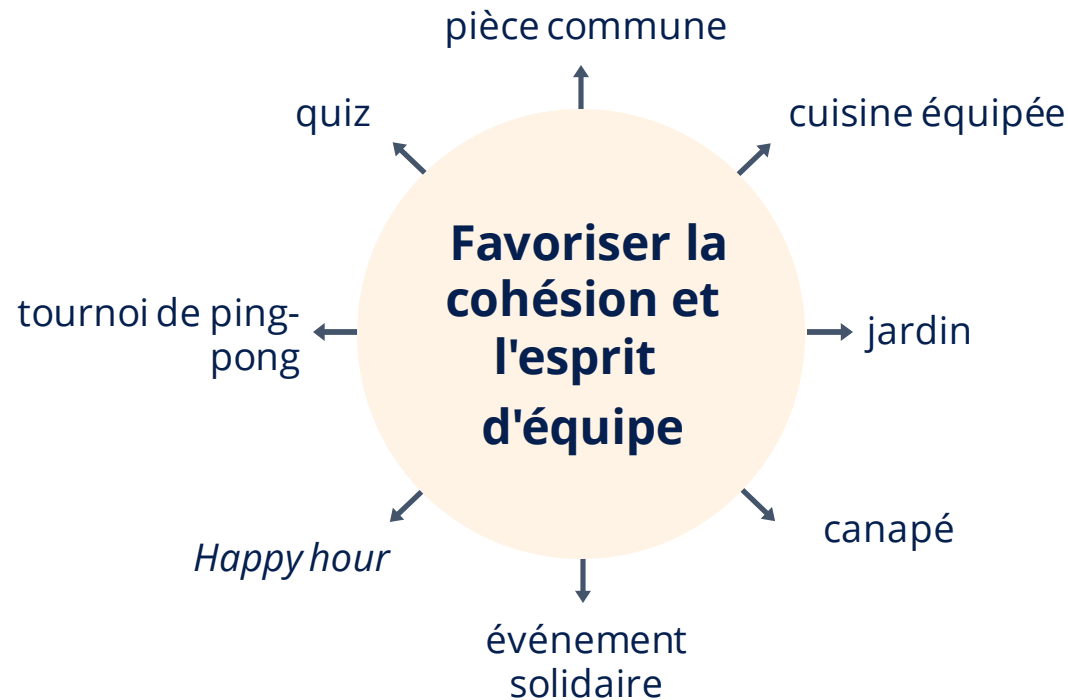 pièce commune
quiz
cuisine équipée
Favoriser la
cohésion et
l'esprit
d'équipe
tournoi de ping-
pong
jardin
canapé
Happy hour
événement
solidaire